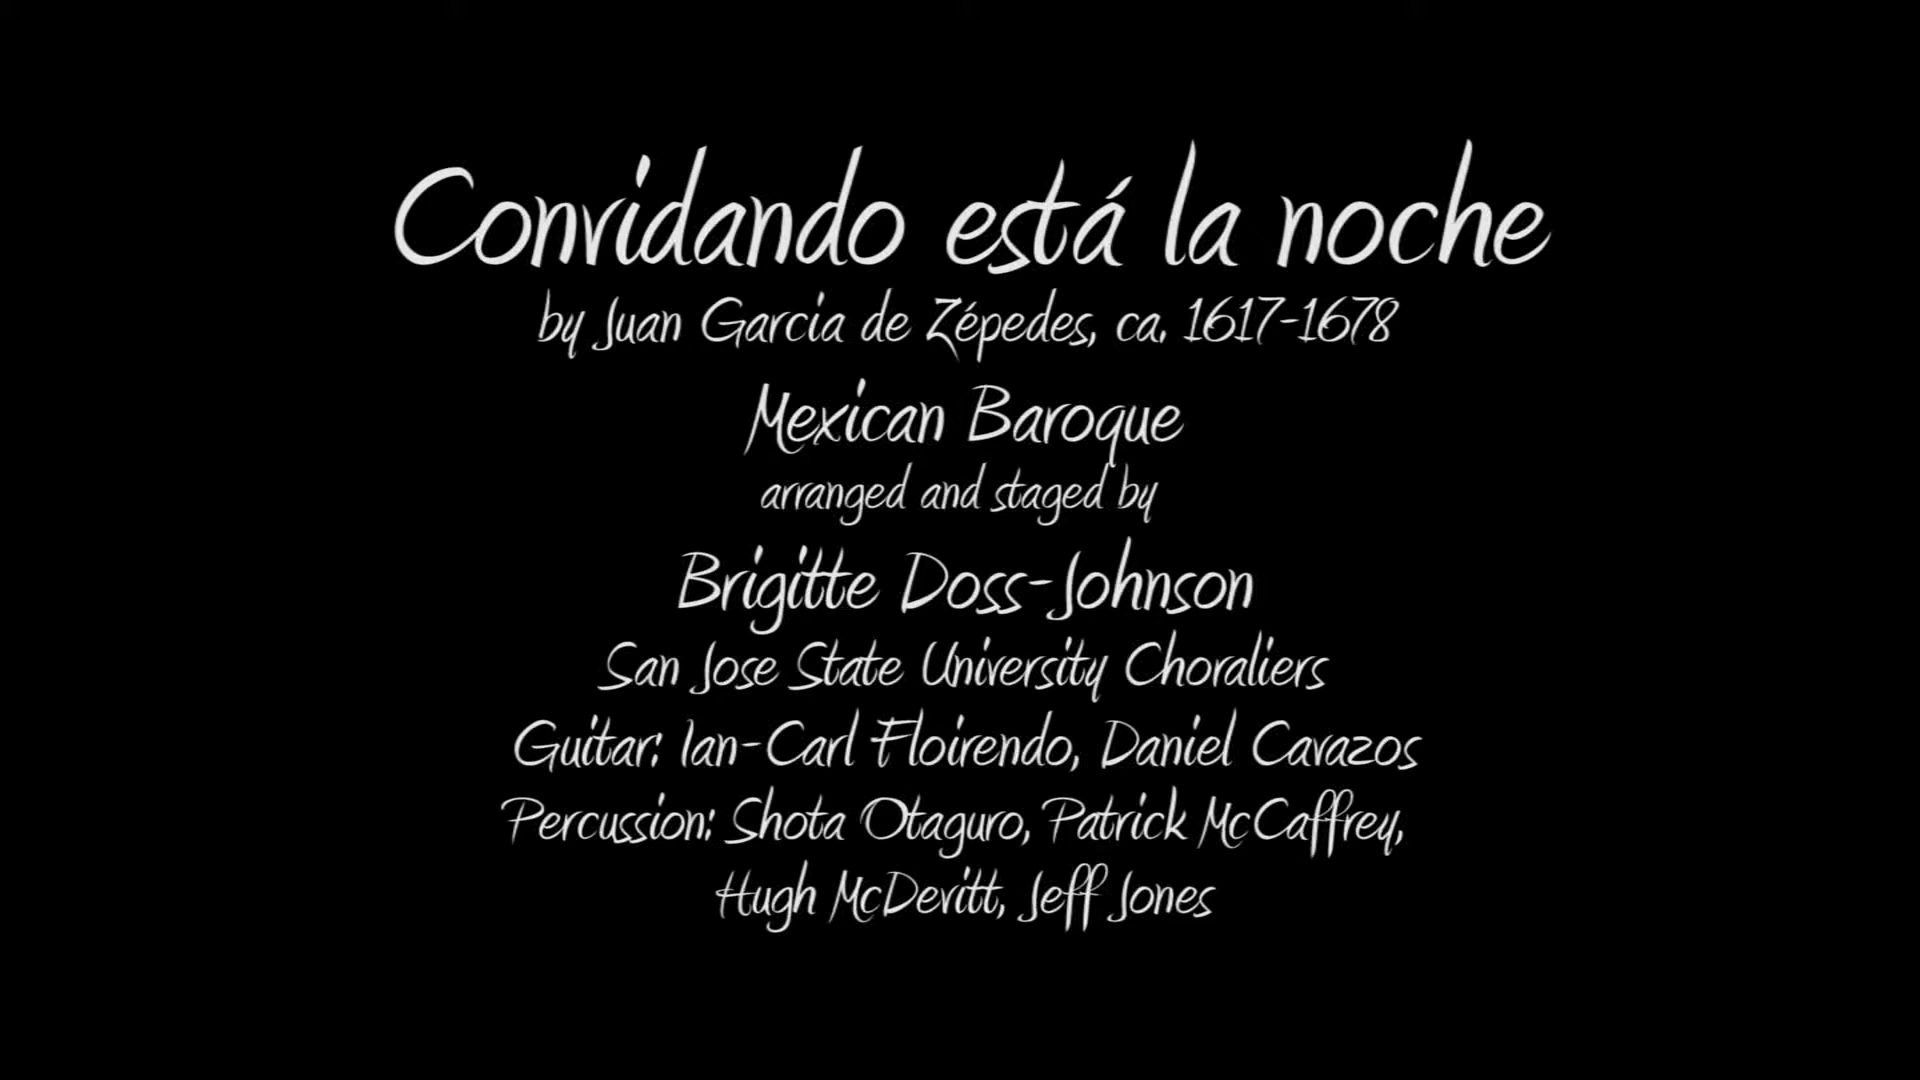 Convidando está la noche
by Juan Garcia de Zépedes, ca. 1617-1678
Mexican Baroque
arranged and staged by
Brigitte Doss-Johnson
San Jose State University Choraliers
Guitar: Ian-Carl Floirendo, Daniel Cavazos
Percussion: Shota Otaguro, Patrick McCaffrey,
Hugh McDevitt, Jeff Jones